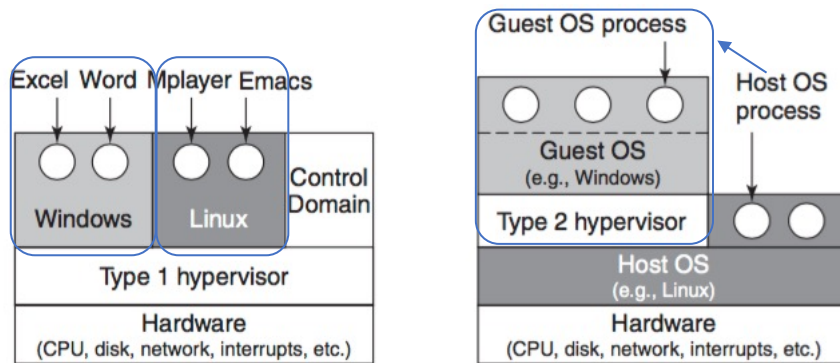 Excel Word Mplayer Emacs
Windows
Linux
Control
Domain
Type 1 hypervisor
Hardware
(CPU, disk, network, interrupts, etc.)
Guest OS process
Host OS
process
Guest OS
(e.g., Windows)
Type 2 hypervisor
Host OS
(e.g., Linux)
Hardware
(CPU, disk, network, interrupts, etc.)